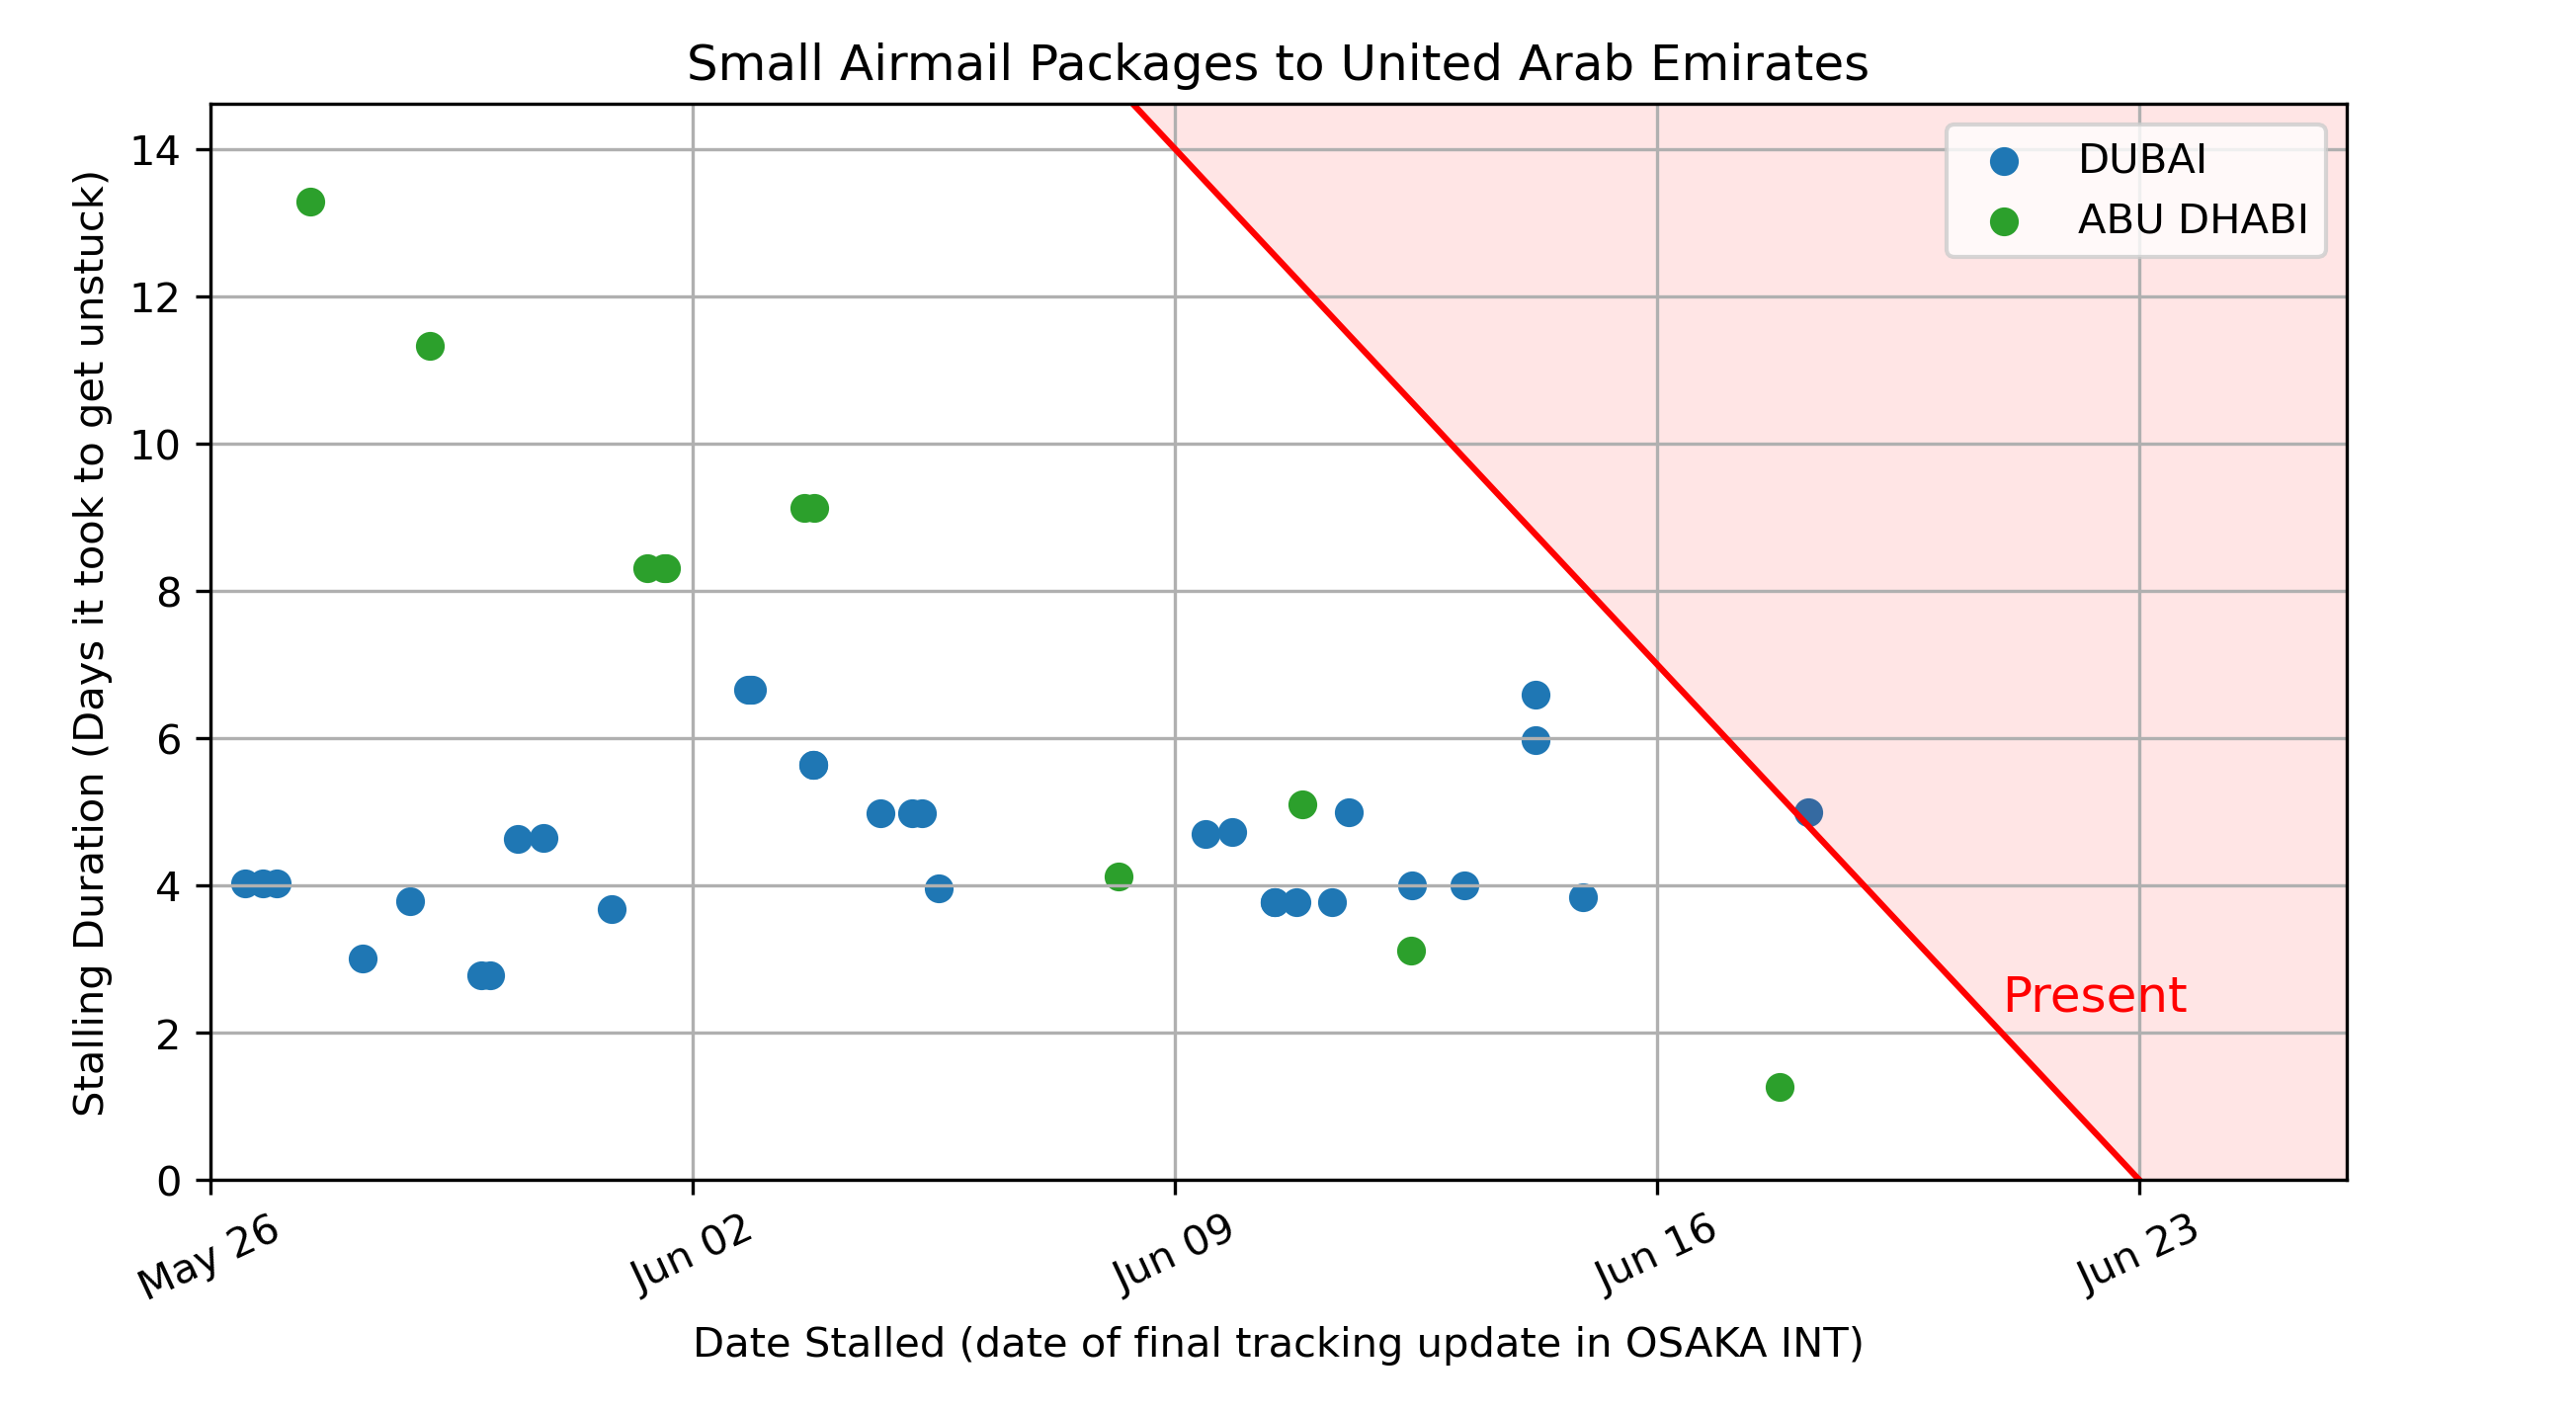 Small Airmail Packages to United Arab Emirates
Stalling Duration (Days it took to get unstuck)
14
12
10
8
6
4
2
0
DUBAI
ABU DHABI
Present
May 26
Jun 02
Jun 09
Jun 16
Jun 23
Date Stalled (date of final tracking update in OSAKA INT)